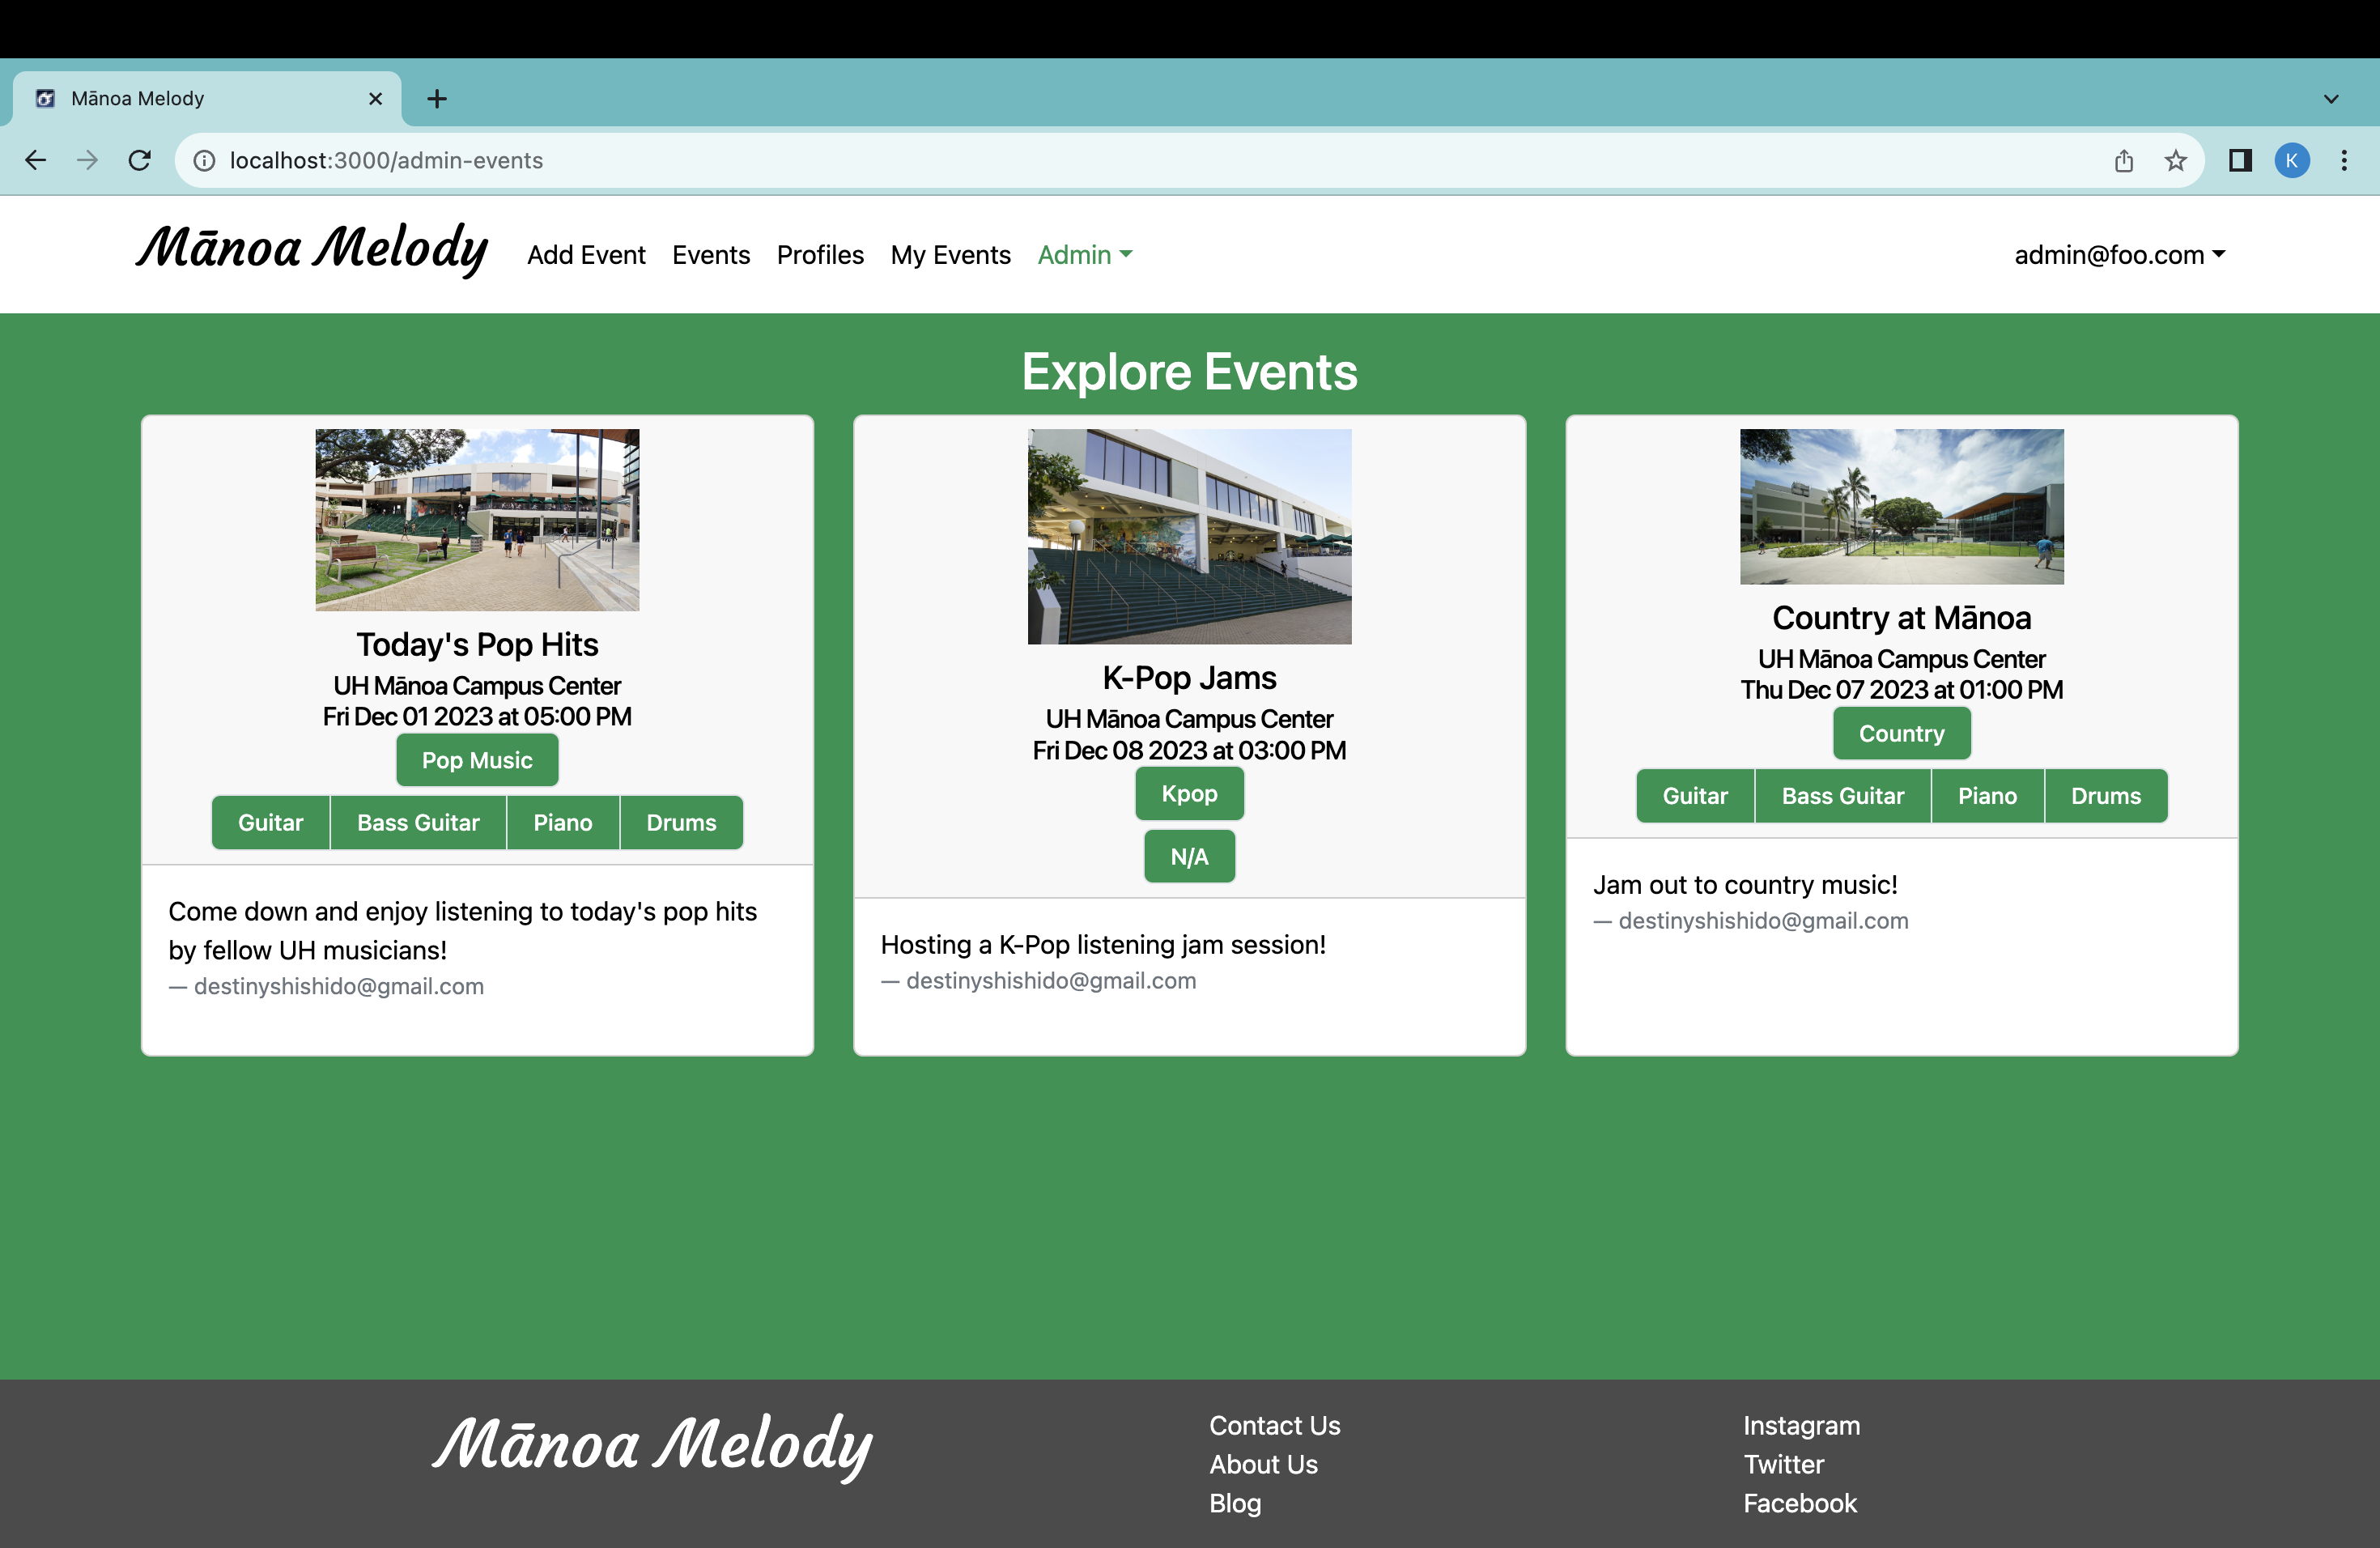 Mānoa Melody
localhost:3000/admin-events
K
Mānoa Melody
Add Event
Events
Profiles
My Events
Admin
admin@foo.com
Explore Events
Today's Pop Hits
UH Mānoa Campus Center
Fri Dec 01 2023 at 05:00 PM
Pop Music
Guitar
Bass Guitar
Piano
Drums
Come down and enjoy listening to today's pop hits
by fellow UH musicians!
— destinyshishido@gmail.com
K-Pop Jams
UH Mānoa Campus Center
Fri Dec 08 2023 at 03:00 PM
Kpop
N/A
Hosting a K-Pop listening jam session!
— destinyshishido@gmail.com
Country at Mānoa
UH Mānoa Campus Center
Thu Dec 07 2023 at 01:00 PM
Country
Guitar
Bass Guitar
Piano
Drums
Jam out to country music!
— destinyshishido@gmail.com
Mānoa Melody
Contact Us
About Us
Blog
Instagram
Twitter
Facebook